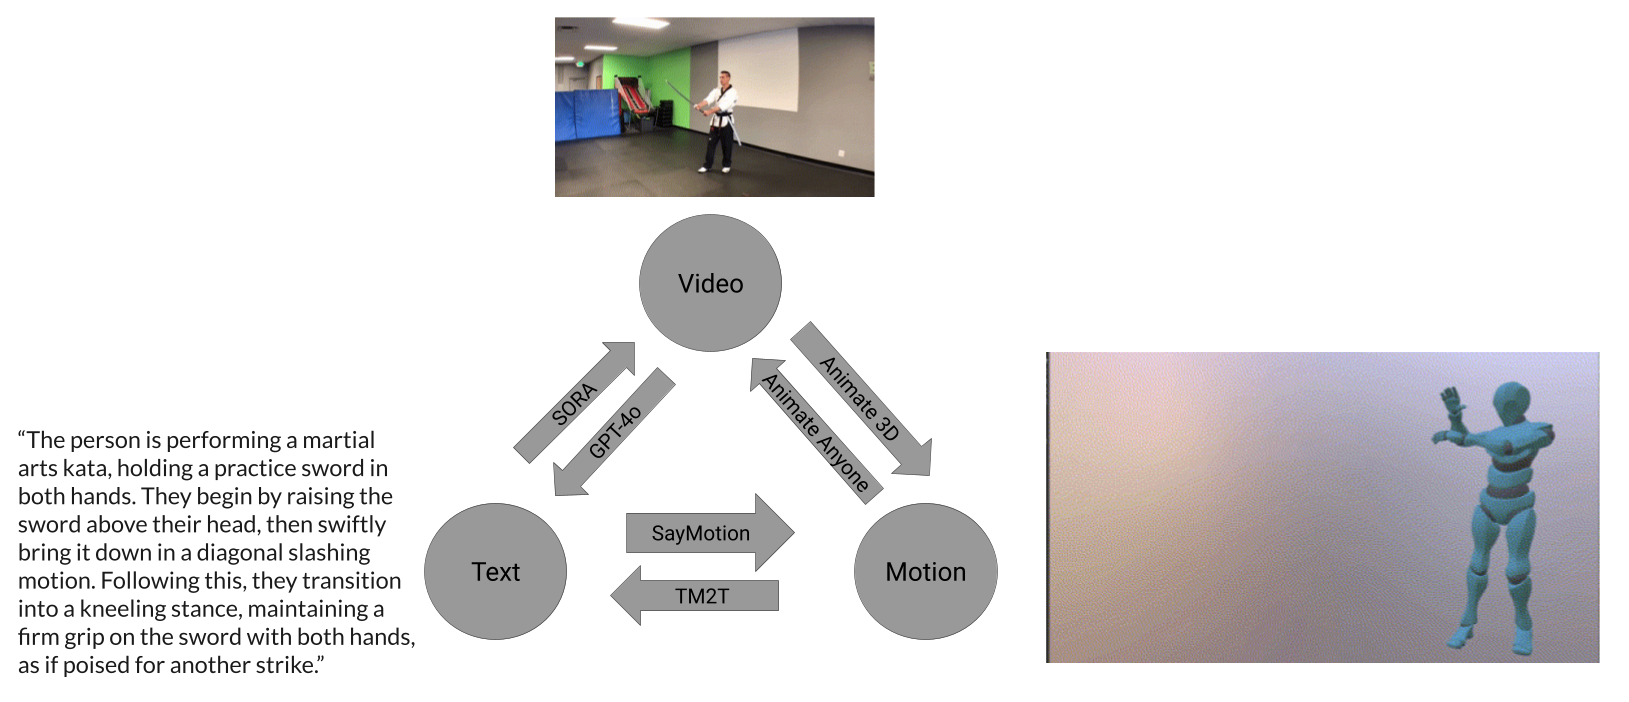 Video
SORA
GPT-4o
Animate 3D
Animate Anyone
“The person is performing a martial
arts kata, holding a practice sword in
both hands. They begin by raising the
sword above their head, then swiftly
bring it down in a diagonal slashing
motion. Following this, they transition
into a kneeling stance, maintaining a
firm grip on the sword with both hands,
as if poised for another strike.”
Text
SayMotion
TM2T
Motion